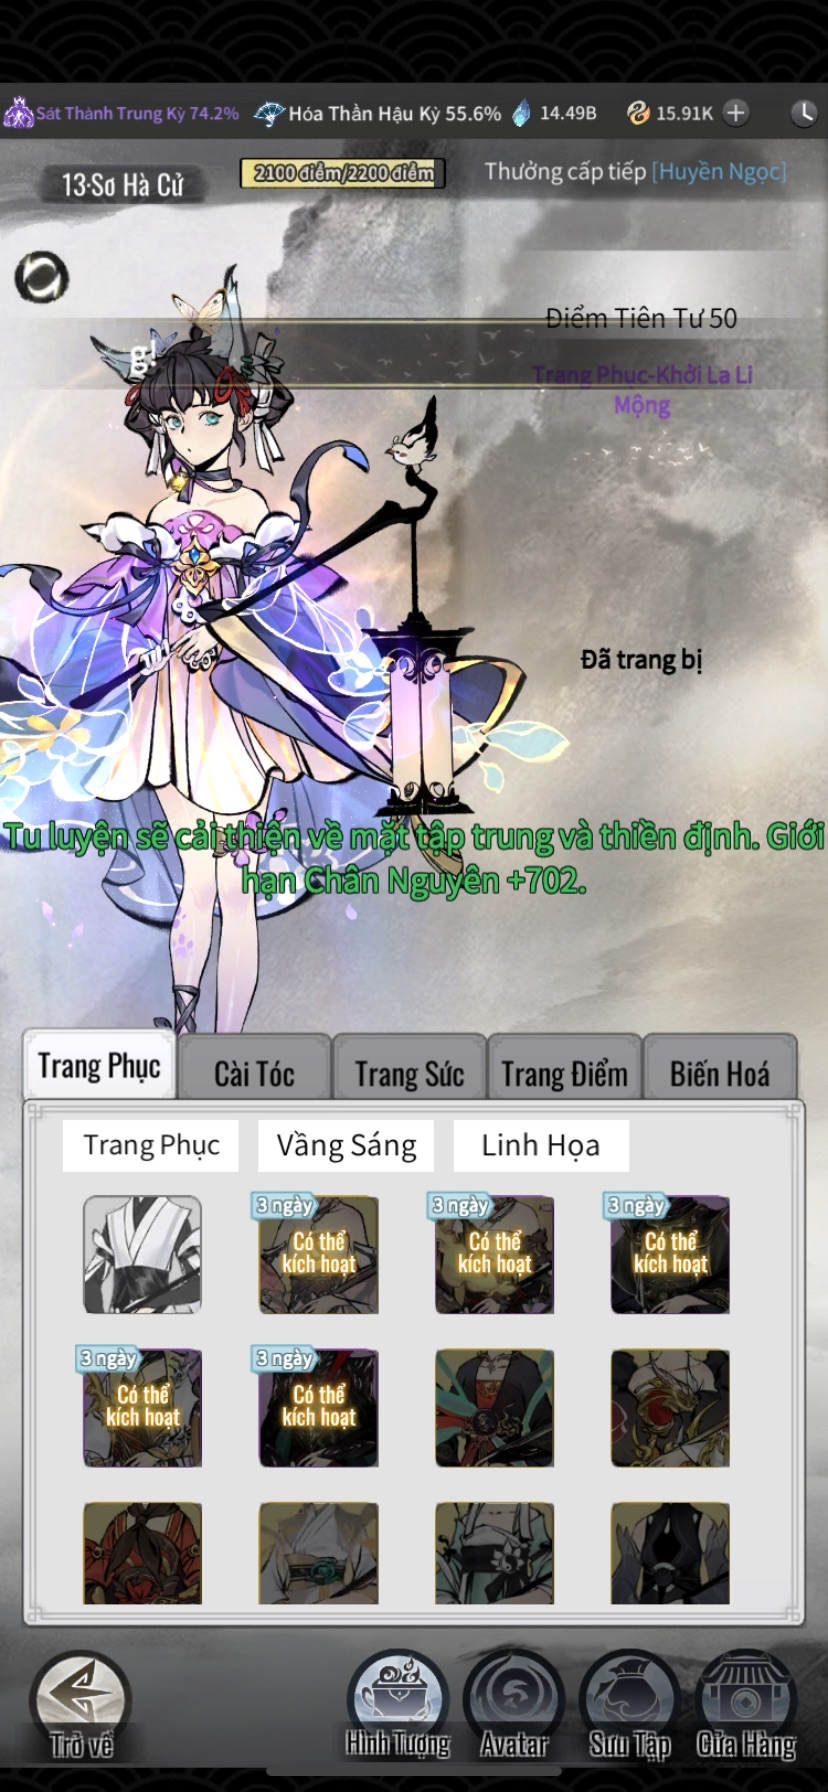 Sát Thành Trung Kỳ 74.2% Hóa Thần Hậu Kỳ 55.6% 14.49B 15.91K
13·Sơ Hà Cử 2100 điểm/2200 điểm Thưởng cấp tiếp [Huyền Ngọc]
Điểm Tiên Tư 50
g!
Trang Phục-Khởi La Li
Mộng
Đã trang bị
Tu luyện sẽ cải thiện về mặt tập trung và thiền định. Giới
hạn Chân Nguyên +702.
Trang Phục Cài Tóc Trang Sức Trang Điểm Biến Hoá
Trang Phục Vầng Sáng Linh Họa
3 ngày 3 ngày 3 ngày
Có thể Có thể Có thể
kích hoạt kích hoạt kích hoạt
3 ngày 3 ngày
Có thể Có thể
kích hoạt kích hoạt
Trở về Hình Tượng Avatar Sưu Tập Cửa Hàng